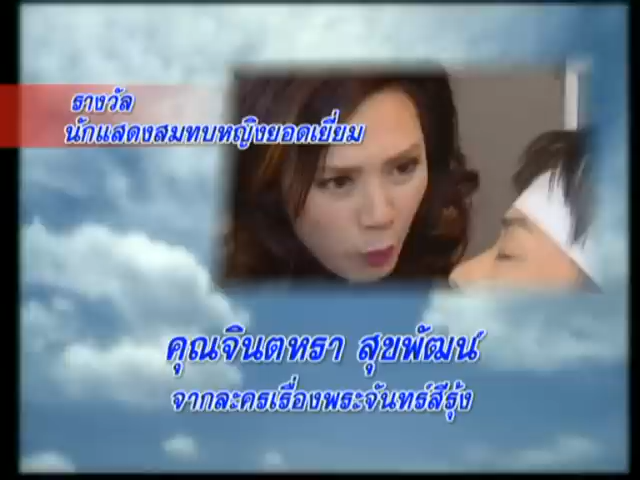 รางวัล
นักแสดงสมทบหญิงยอดเยี่ยม
คุณจินตหรา สุขพัฒน์
จากละครเรื่องพระจันทร์สีรุ้ง